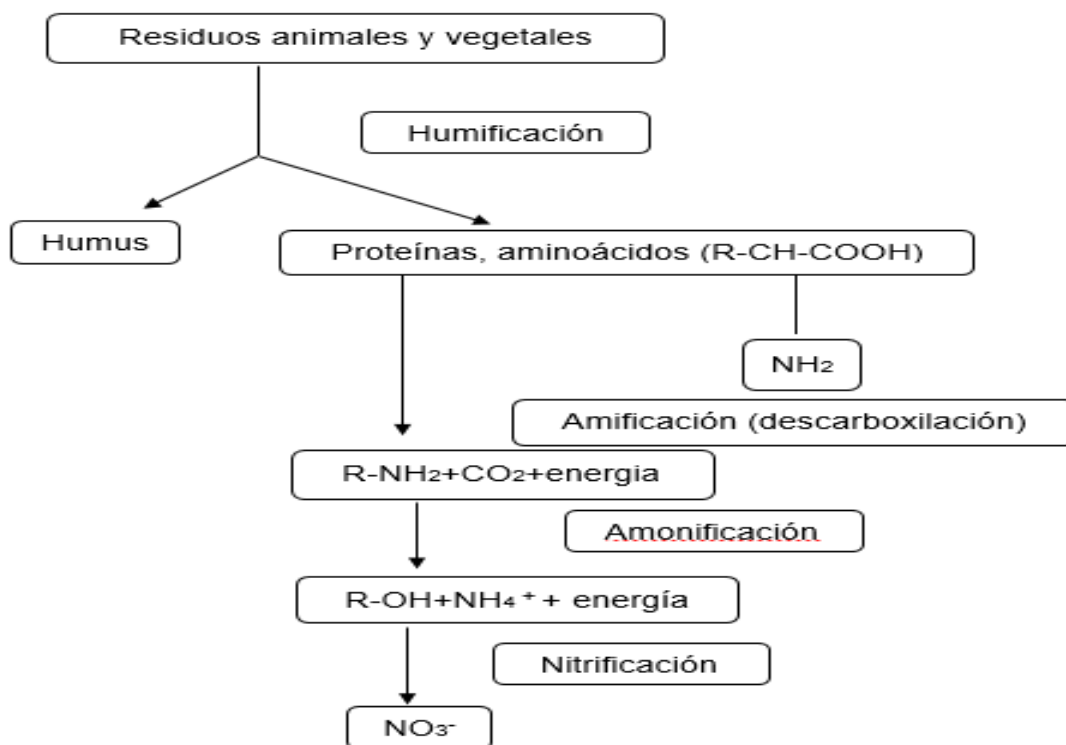 Residuos animales y vegetales
Humificación
Humus
Proteínas, aminoácidos (R-CH-COOH)
NH₂
Amificación (descarboxilación)
R-NH₂+CO₂+energia
Amonificación
R-OH+NH₄⁺+ energía
Nitrificación
NO₃-